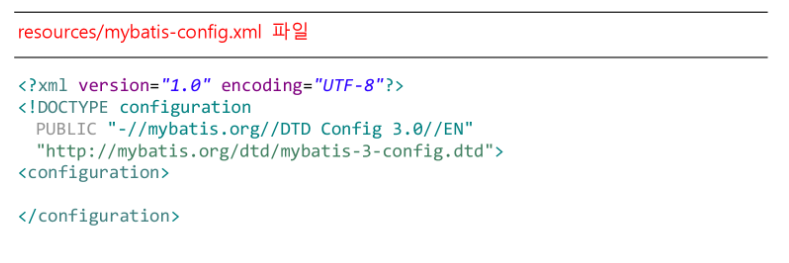 resources/mybatis-config.xml 파일
<?xml version="1.0" encoding="UTF-8"?>
<!DOCTYPE configuration
PUBLIC "-//mybatis.org//DTD Config 3.0//EN"
"http://mybatis.org/dtd/mybatis-3-config.dtd">
<configuration>
</configuration>